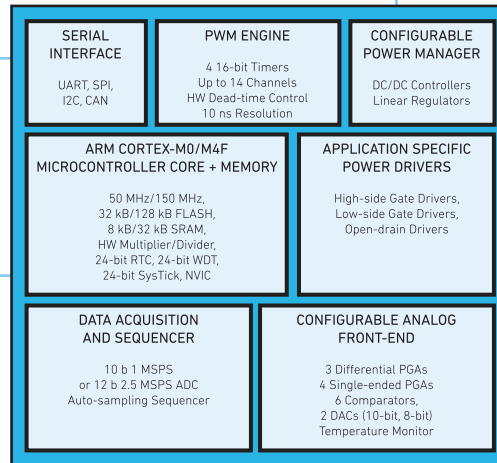 SERIAL
INTERFACE
UART, SPI,
I2C, CAN
PWM ENGINE
4 16-bit Timers
Up to 14 Channels
HW Dead-time Control
10 ns Resolution
CONFIGURABLE
POWER MANAGER
DC/DC Controllers
Linear Regulators
ARM CORTEX-M0/M4F
MICROCONTROLLER CORE + MEMORY
50 MHz/150 MHz,
32 kB/128 kB FLASH,
8 kB/32 kB SRAM,
HW Multiplier/Divider,
24-bit RTC, 24-bit WDT,
24-bit SysTick, NVIC
APPLICATION SPECIFIC
POWER DRIVERS
High-side Gate Drivers,
Low-side Gate Drivers,
Open-drain Drivers
DATA ACQUISITION
AND SEQUENCER
10 b 1 MSPS
or 12 b 2.5 MSPS ADC
Auto-sampling Sequencer
CONFIGURABLE ANALOG
FRONT-END
3 Differential PGAs
4 Single-ended PGAs
6 Comparators,
2 DACs (10-bit, 8-bit)
Temperature Monitor